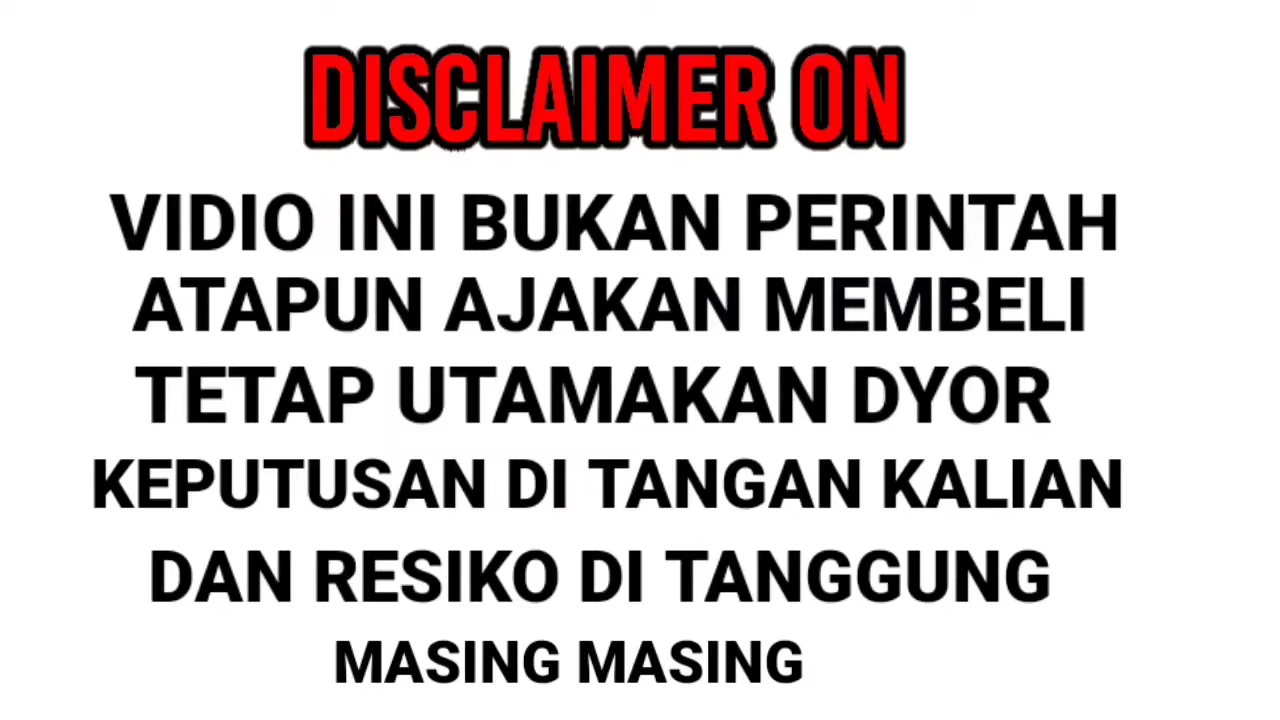 DISCLAIMER ON
VIDIO INI BUKAN PERINTAH
ATAPUN AJAKAN MEMBELI
TETAP UTAMAKAN DYOR
KEPUTUSAN DI TANGAN KALIAN
DAN RESIKO DI TANGGUNG
MASING MASING